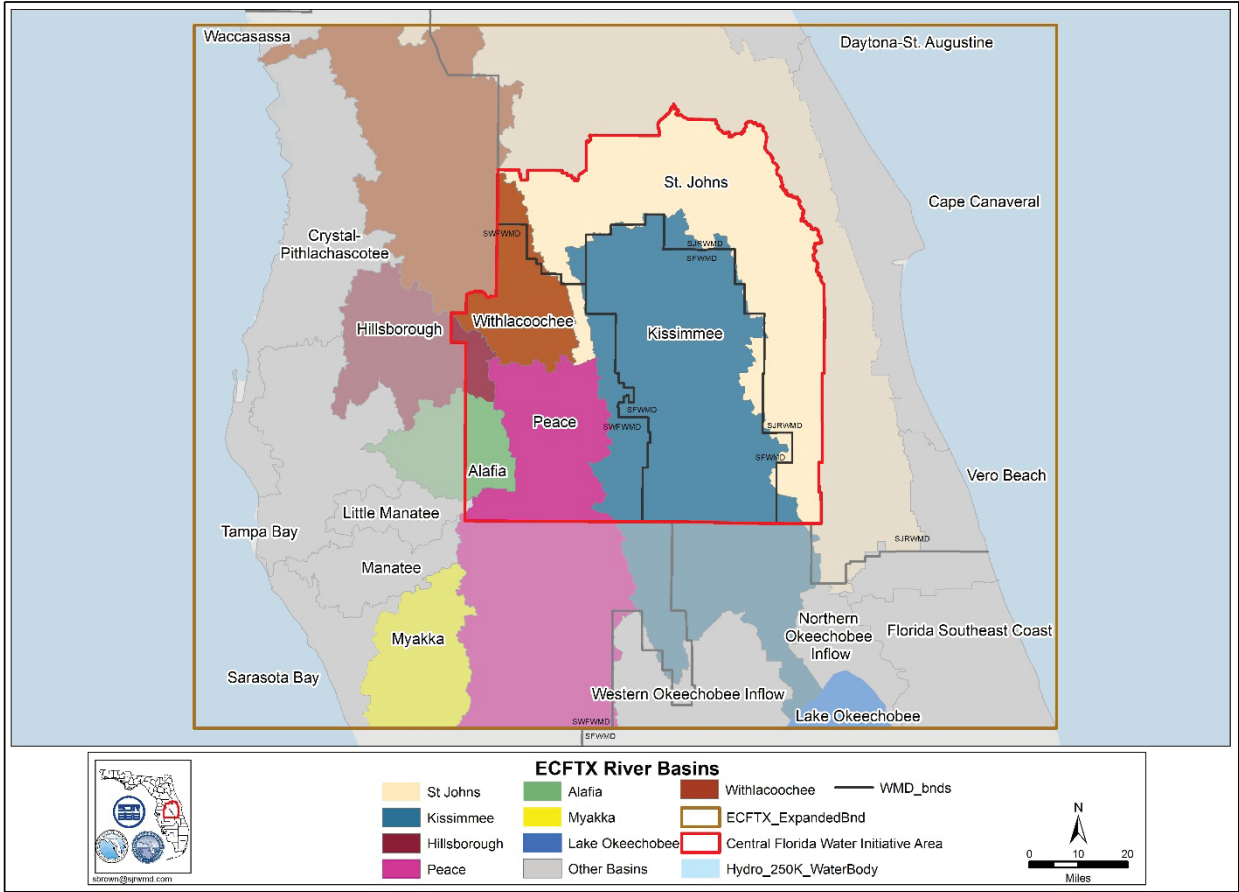 Waccasassa
Daytona-St. Augustine
St. Johns
Cape Canaveral
Crystal-
Pithlachascotee
SWFWMD
SJRWMD
SFWMD
Hillsborough
Withlacoochee
Kissimmee
Peace
SFWMD
SWFWMD
SJRWMD
SFWMD
Alafia
Vero Beach
Little Manatee
Tampa Bay
SJRWMD
Manatee
Myakka
Northern
Okeechobee
Inflow
Florida Southeast Coast
Sarasota Bay
Western Okeechobee Inflow
Lake Okeechobee
SWFWMD
SFWMD
ECFTX River Basins
St Johns
Kissimmee
Hillsborough
Peace
Alafia
Myakka
Lake Okeechobee
Other Basins
Withlacoochee
ECFTX_ExpandedBnd
Central Florida Water Initiative Area
Hydro_250K_WaterBody
WMD_bnds
N
0 10 20
Miles
sbrown@sjrwmd.com